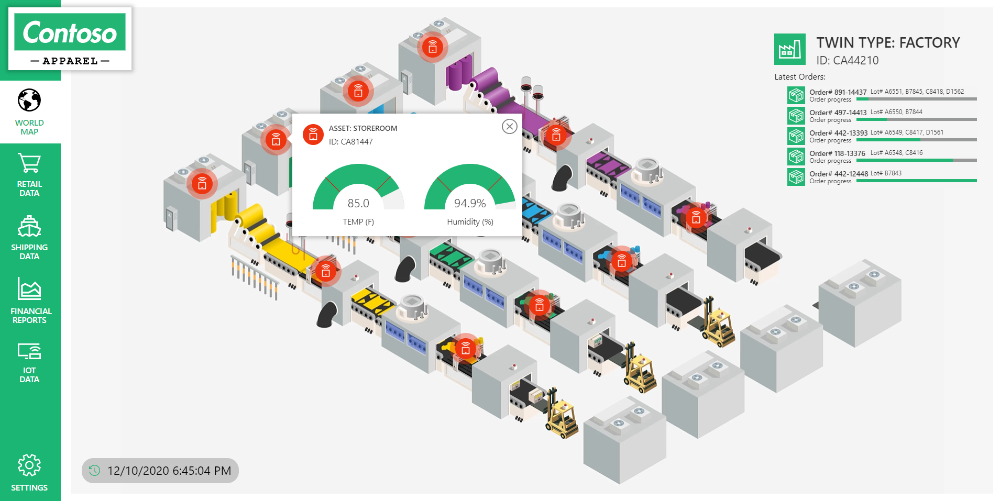 Contoso
APPAREL
WORLD
MAP
RETAIL
DATA
SHIPPING
DATA
FINANCIAL
REPORTS
IOT
DATA
SETTINGS
ASSET: STOREROOM
ID: CA81447
85.0
94.9%
TEMP (F)
Humidity (%)
12/10/2020 6:45:04 PM
TWIN TYPE: FACTORY
ID: CA44210
Latest Orders:
Order# 891-14437 Lot# A6551, B7845, C8418, D1562
Order progress
Order# 497-14413 Lot# A6550, B7844
Order progress
Order# 442-13393 Lot# A6549, C8417, D1561
Order progress
Order# 118-13376 Lot# A6548, C8416
Order progress
Order# 442-12448 Lot# B7843
Order progress